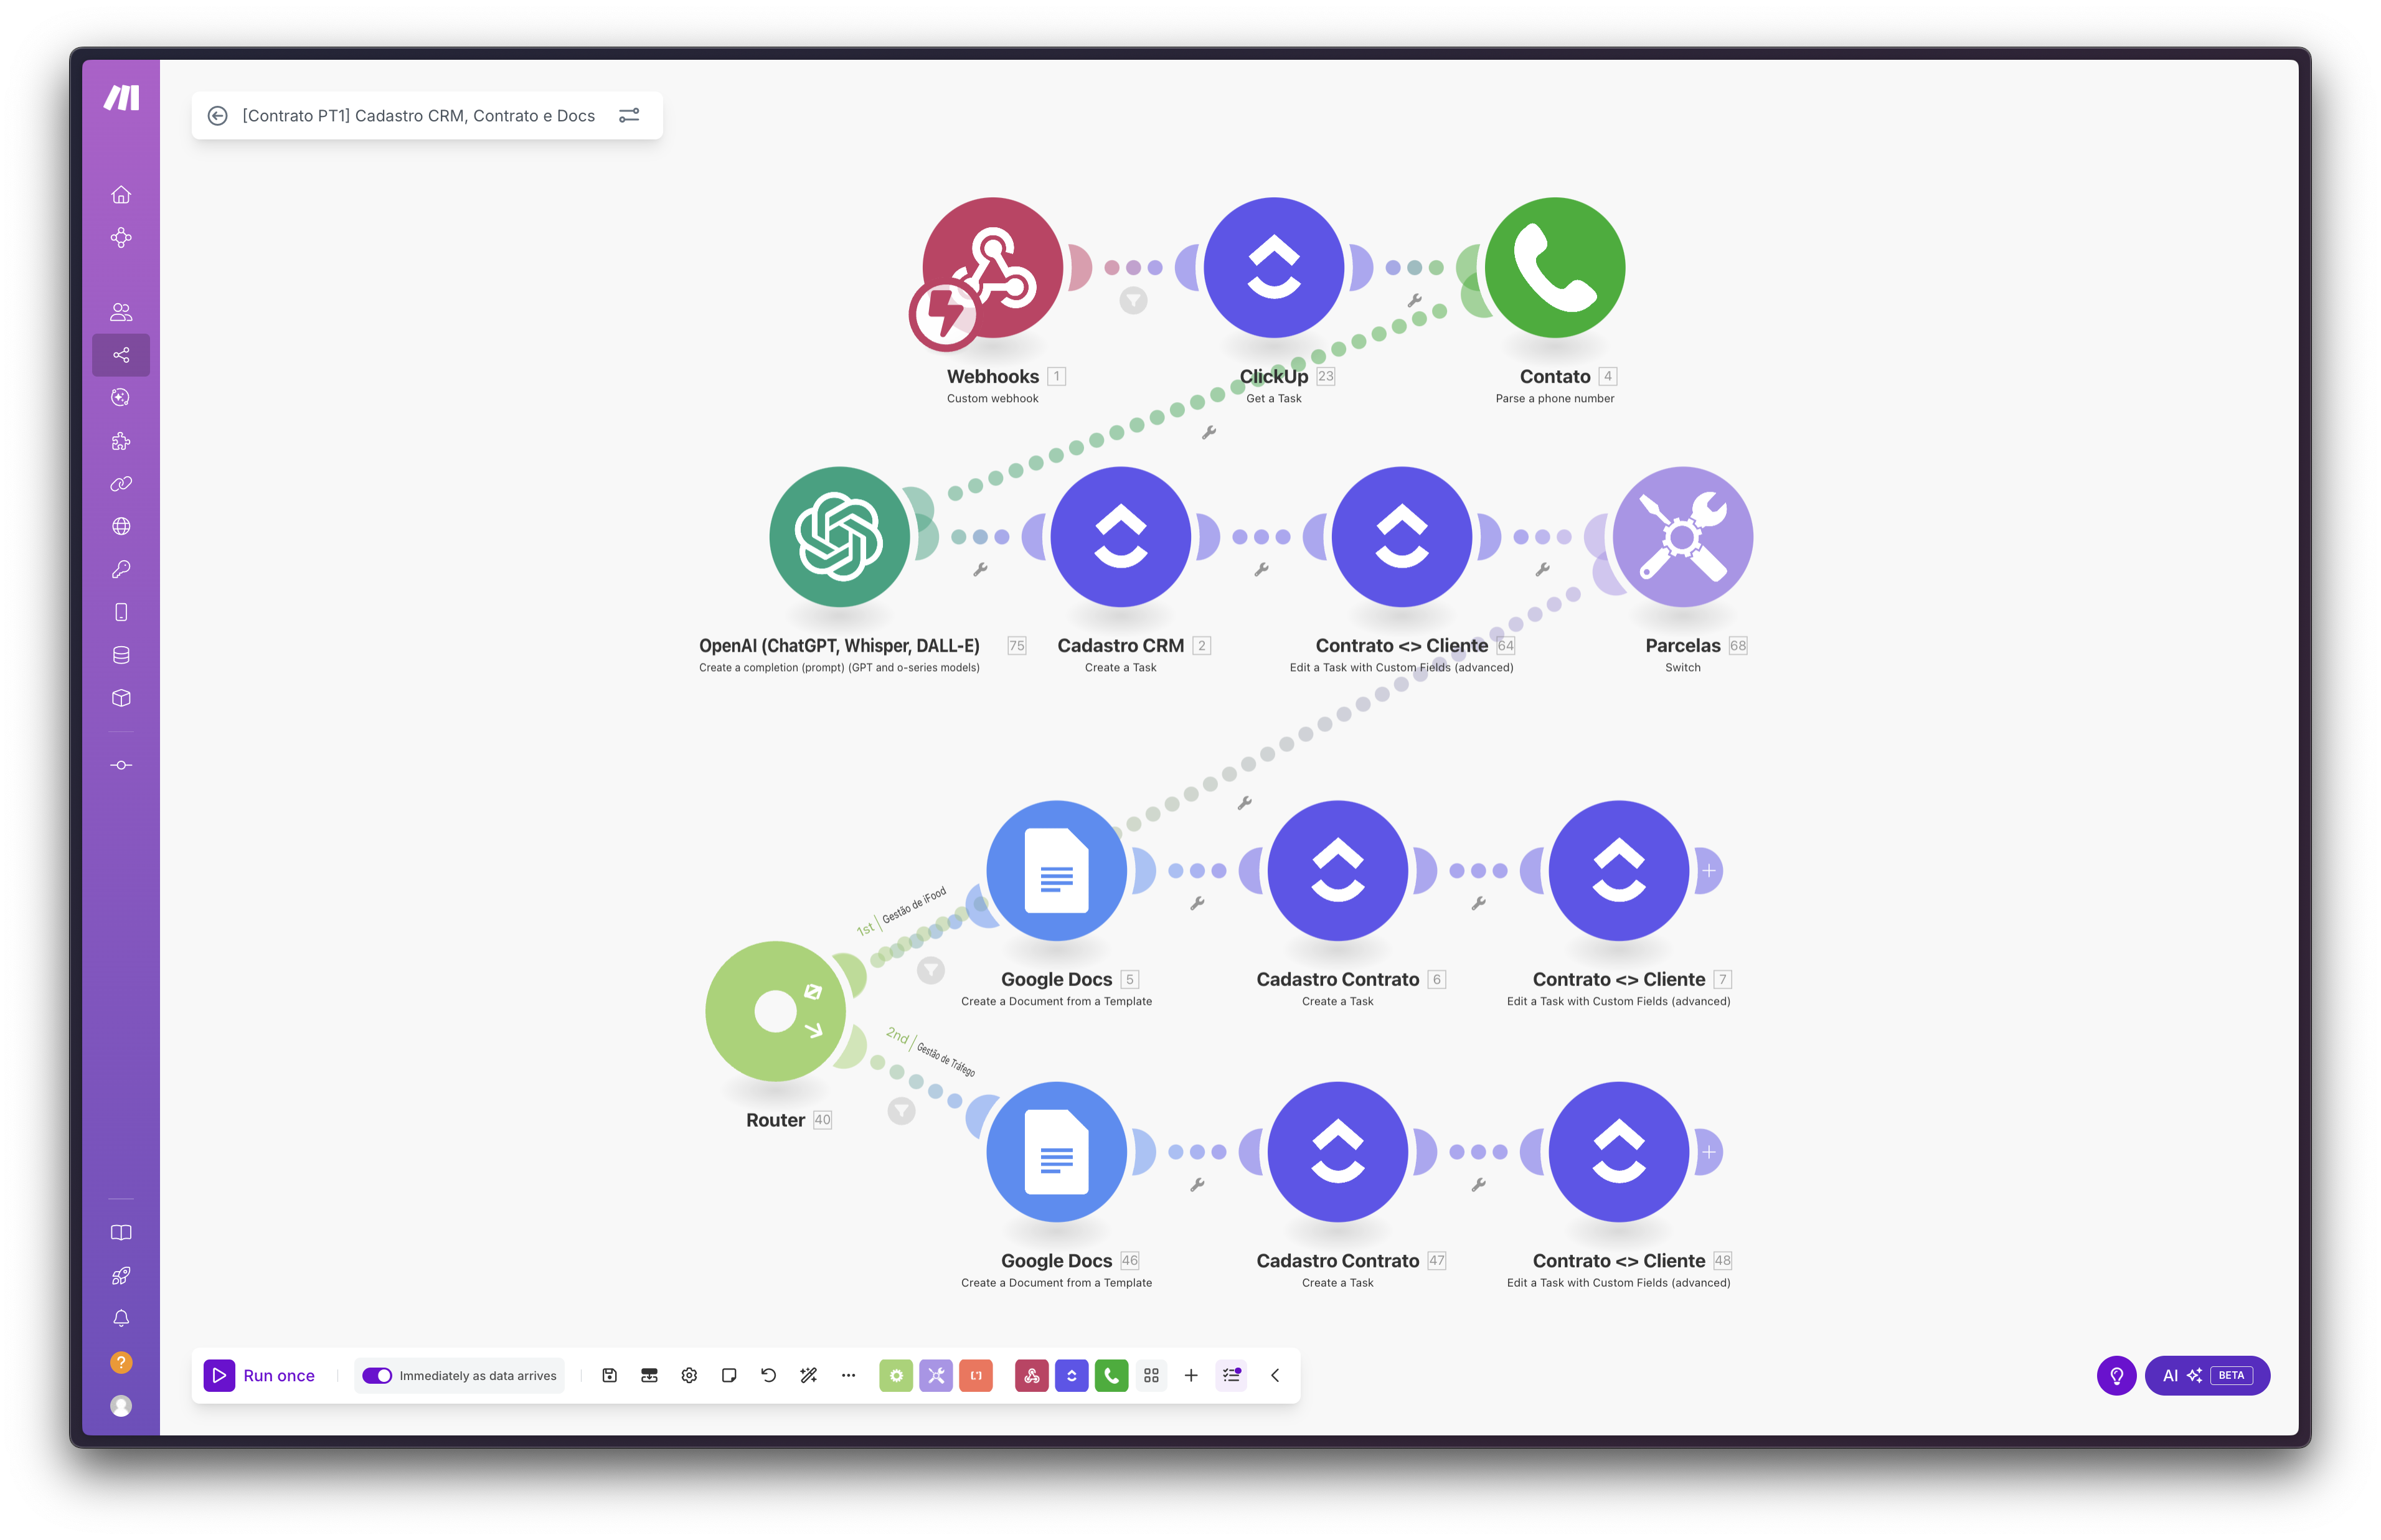 [Contrato PT1] Cadastro CRM, Contrato e Docs
Webhooks 1
Custom webhook
ClickUp 23
Get a Task
Contato 4
Parse a phone number
OpenAI (ChatGPT, Whisper, DALL-E) 75
Create a completion (prompt) (GPT and o-series models)
Cadastro CRM 2
Create a Task
Contrato <> Cliente 64
Edit a Task with Custom Fields (advanced)
Parcelas 68
Switch
1st | Gestão de iFood
Google Docs 5
Create a Document from a Template
Cadastro Contrato 6
Create a Task
Contrato <> Cliente 7
Edit a Task with Custom Fields (advanced)
Router 40
2nd | Gestão de Tráfego
Google Docs 46
Create a Document from a Template
Cadastro Contrato 47
Create a Task
Contrato <> Cliente 48
Edit a Task with Custom Fields (advanced)
Run once
Immediately as data arrives
AI BETA